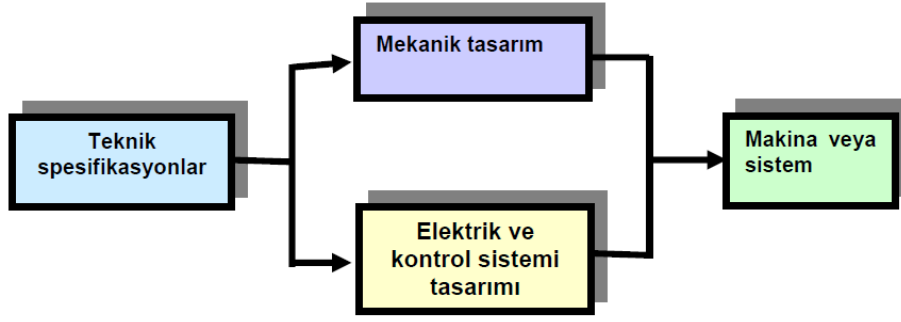 Mekanik tasarım
Teknik
spesifikasyonlar
Makina veya
sistem
Elektrik ve
kontrol sistemi
tasarımı